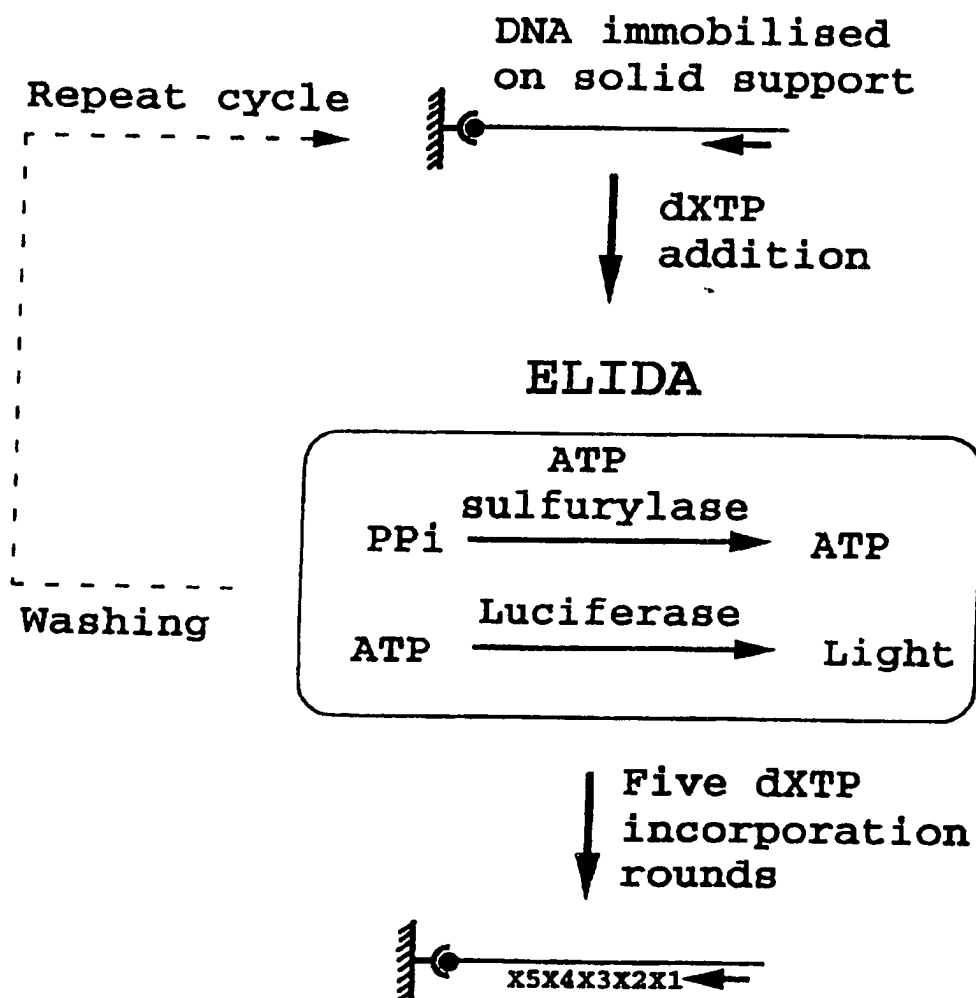 DNA immobilised
on solid support
Repeat cycle
dXTP
addition
ELIDA
ATP
sulfurylase
PPi
ATP
Washing
Luciferase
ATP
Light
Five dXTP
incorporation
rounds
X5X4X3X2X1